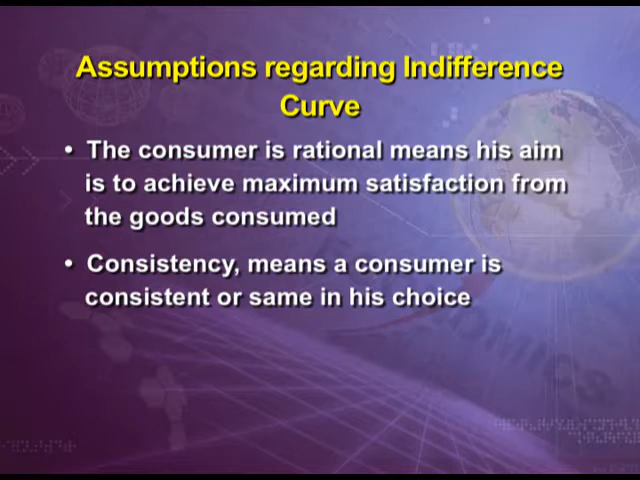 Assumptions regarding Indifference
Curve
• The consumer is rational means his aim
is to achieve maximum satisfaction from
the goods consumed
• Consistency, means a consumer is
consistent or same in his choice